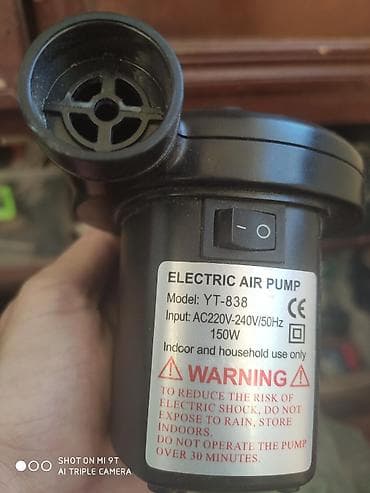 — O
ELECTRIC AIR PUMP
Model: YT-838
CE
Input: AC220V-240V/50Hz
150W
Indoor and household use only
WARNING
TO REDUCE THE RISK OF
ELECTRIC SHOCK, DO NOT
EXPOSE TO RAIN, STORE
INDOORS.
DO NOT OPERATE THE PUMP
OVER 30 MINUTES.
SHOT ON MI 9T
AI TRIPLE CAMERA